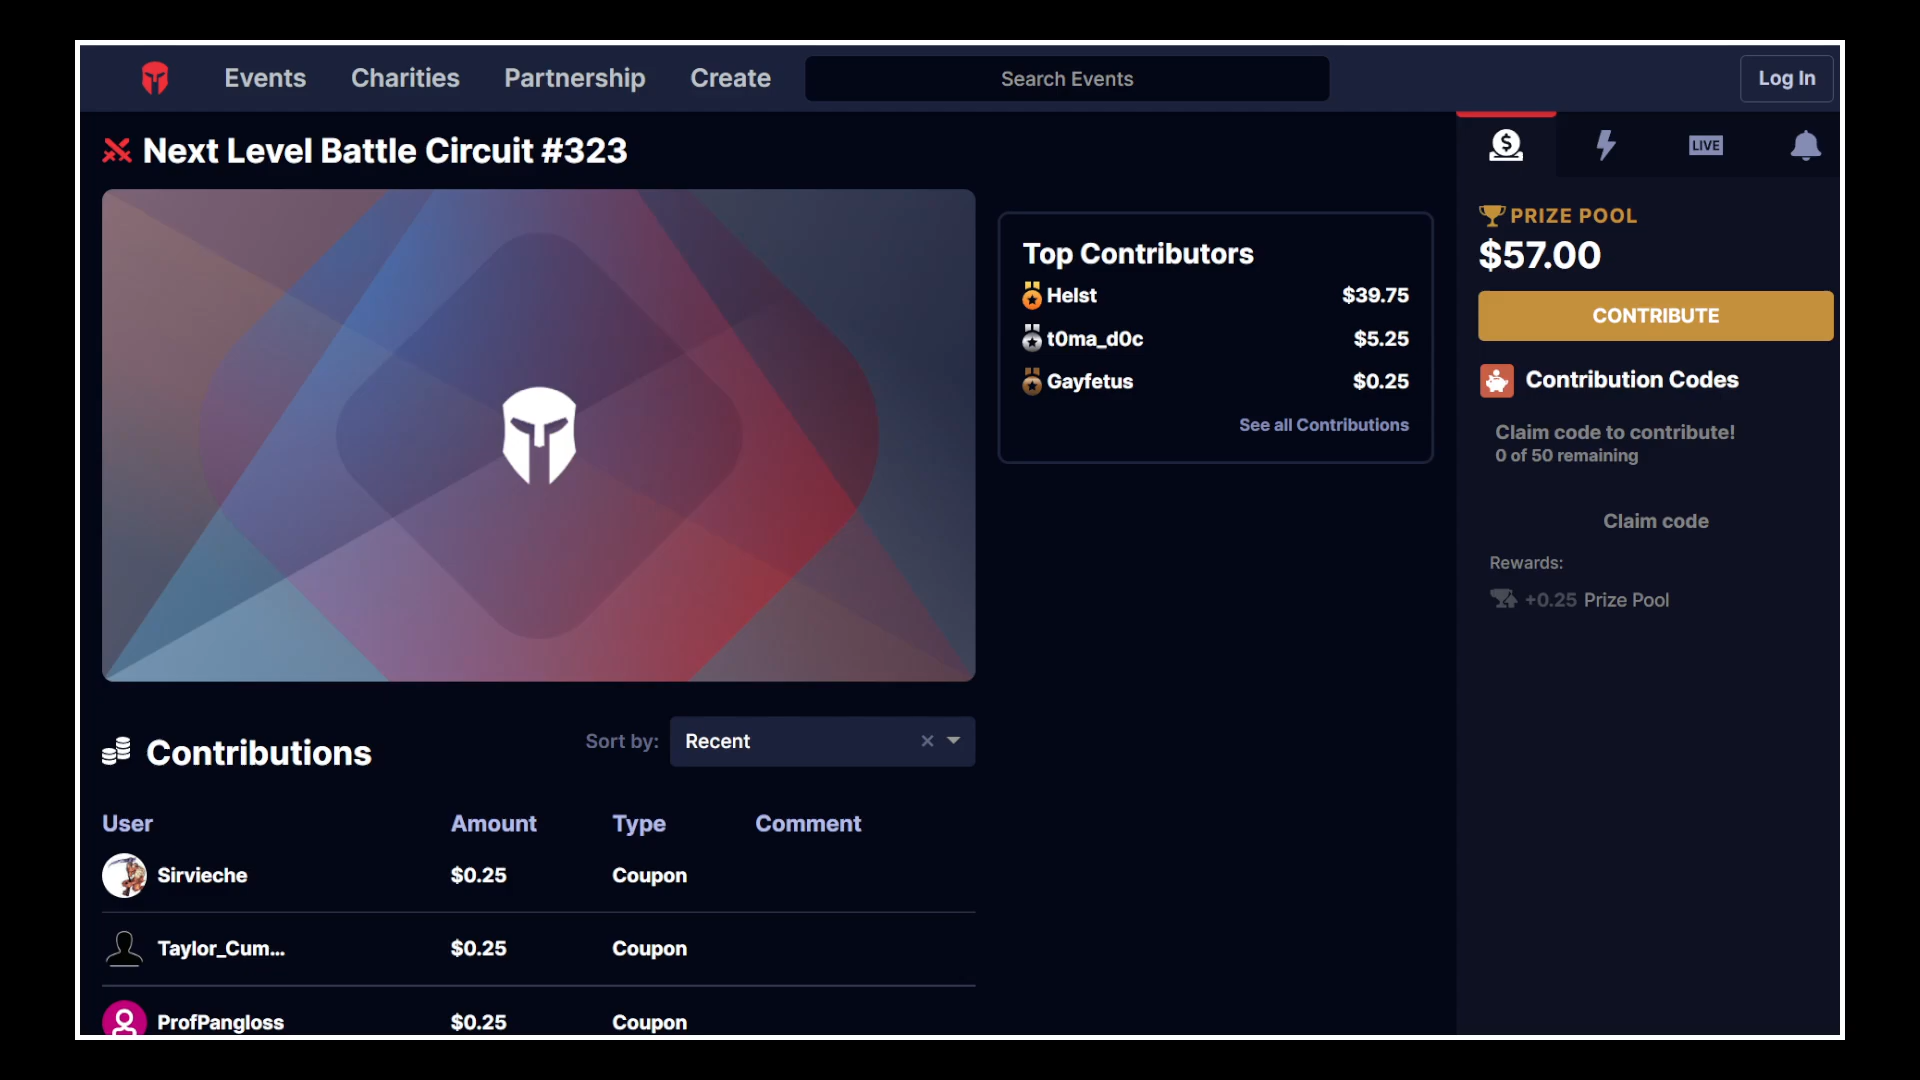 Events Charities Partnership Create Search Events Log In
Next Level Battle Circuit #323
LIVE
Top Contributors
Helst $39.75
t0ma_d0c $5.25
Gayfetus $0.25
See all Contributions
PRIZE POOL
$57.00
CONTRIBUTE
Contribution Codes
Claim code to contribute!
0 of 50 remaining
Claim code
Rewards:
+0.25 Prize Pool
Contributions
Sort by: Recent
User Amount Type Comment
Sirvieche $0.25 Coupon
Taylor_Cum... $0.25 Coupon
ProfPangloss $0.25 Coupon